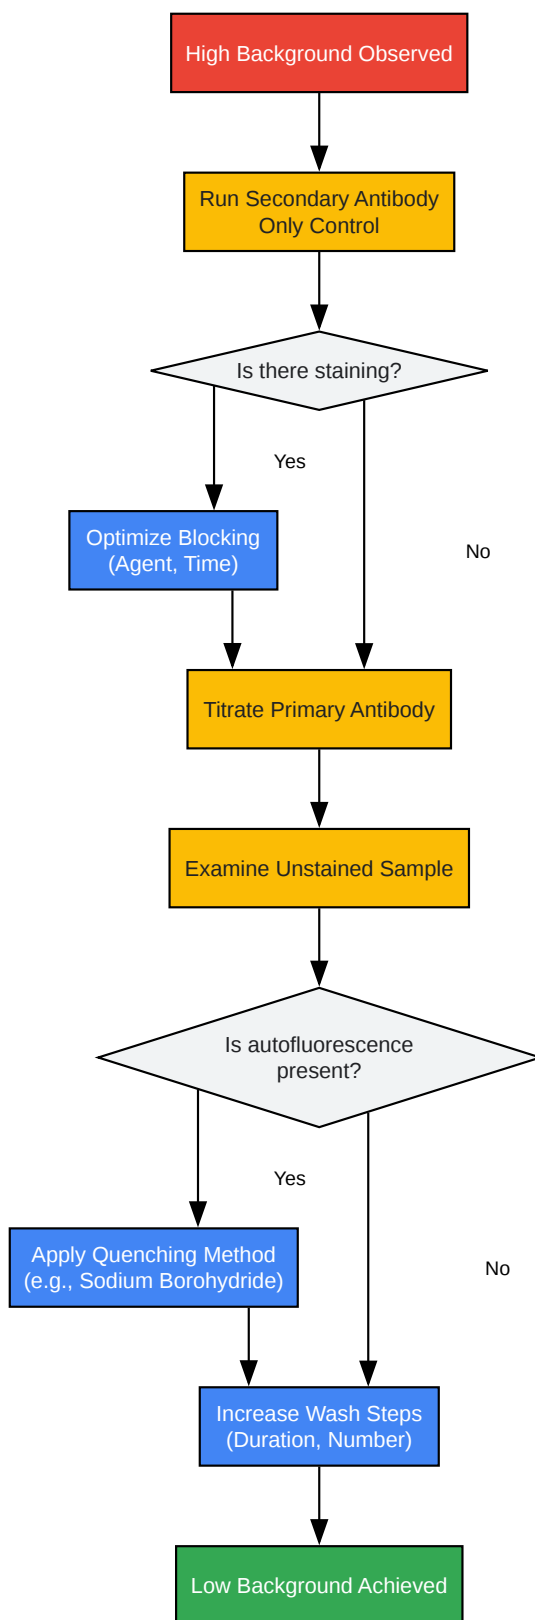 High Background Observed
Run Secondary Antibody
Only Control
Is there staining?
Yes
Optimize Blocking
(Agent, Time)
No
Titrate Primary Antibody
Examine Unstained Sample
Is autofluorescence
present?
Yes
Apply Quenching Method
(e.g., Sodium Borohydride)
No
Increase Wash Steps
(Duration, Number)
Low Background Achieved